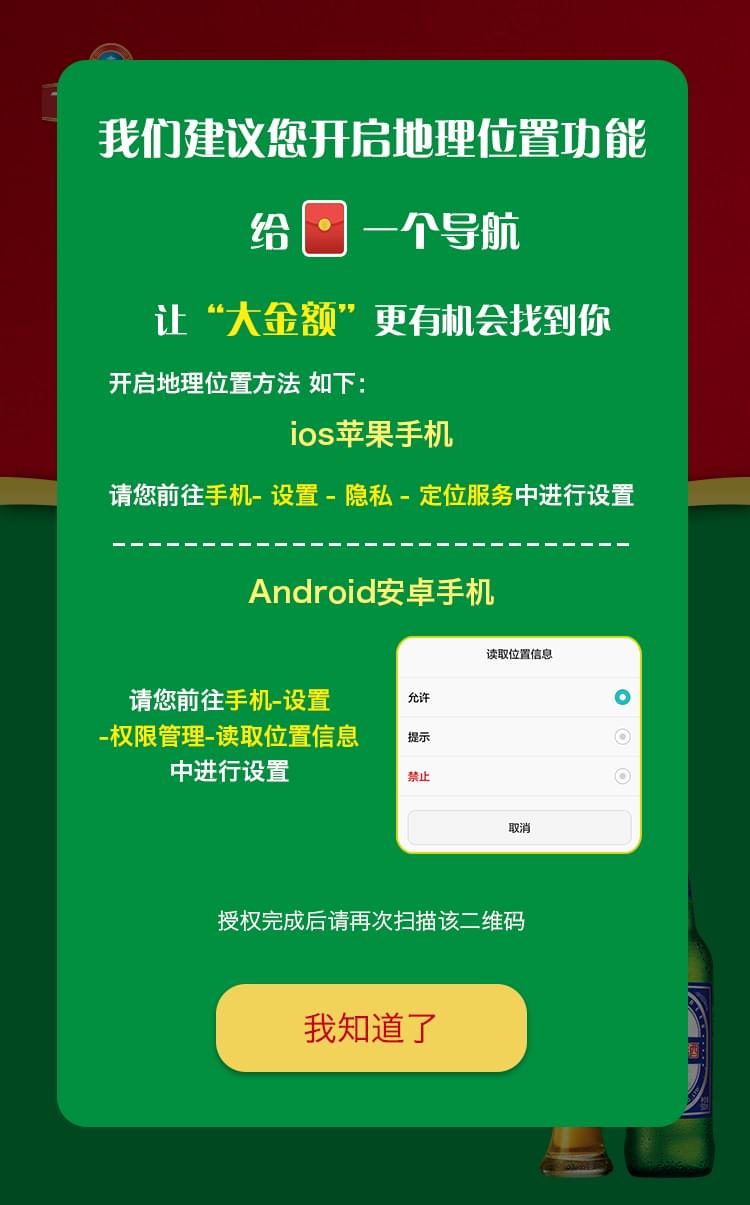 我们建议您开启地理位置功能
给 一个导航
让“大金额”更有机会找到你
开启地理位置方法 如下：
ios苹果手机
请您前往手机- 设置 - 隐私 - 定位服务中进行设置
Android安卓手机
请您前往手机-设置
-权限管理-读取位置信息
中进行设置
读取位置信息
允许
提示
禁止
取消
授权完成后请再次扫描该二维码
我知道了